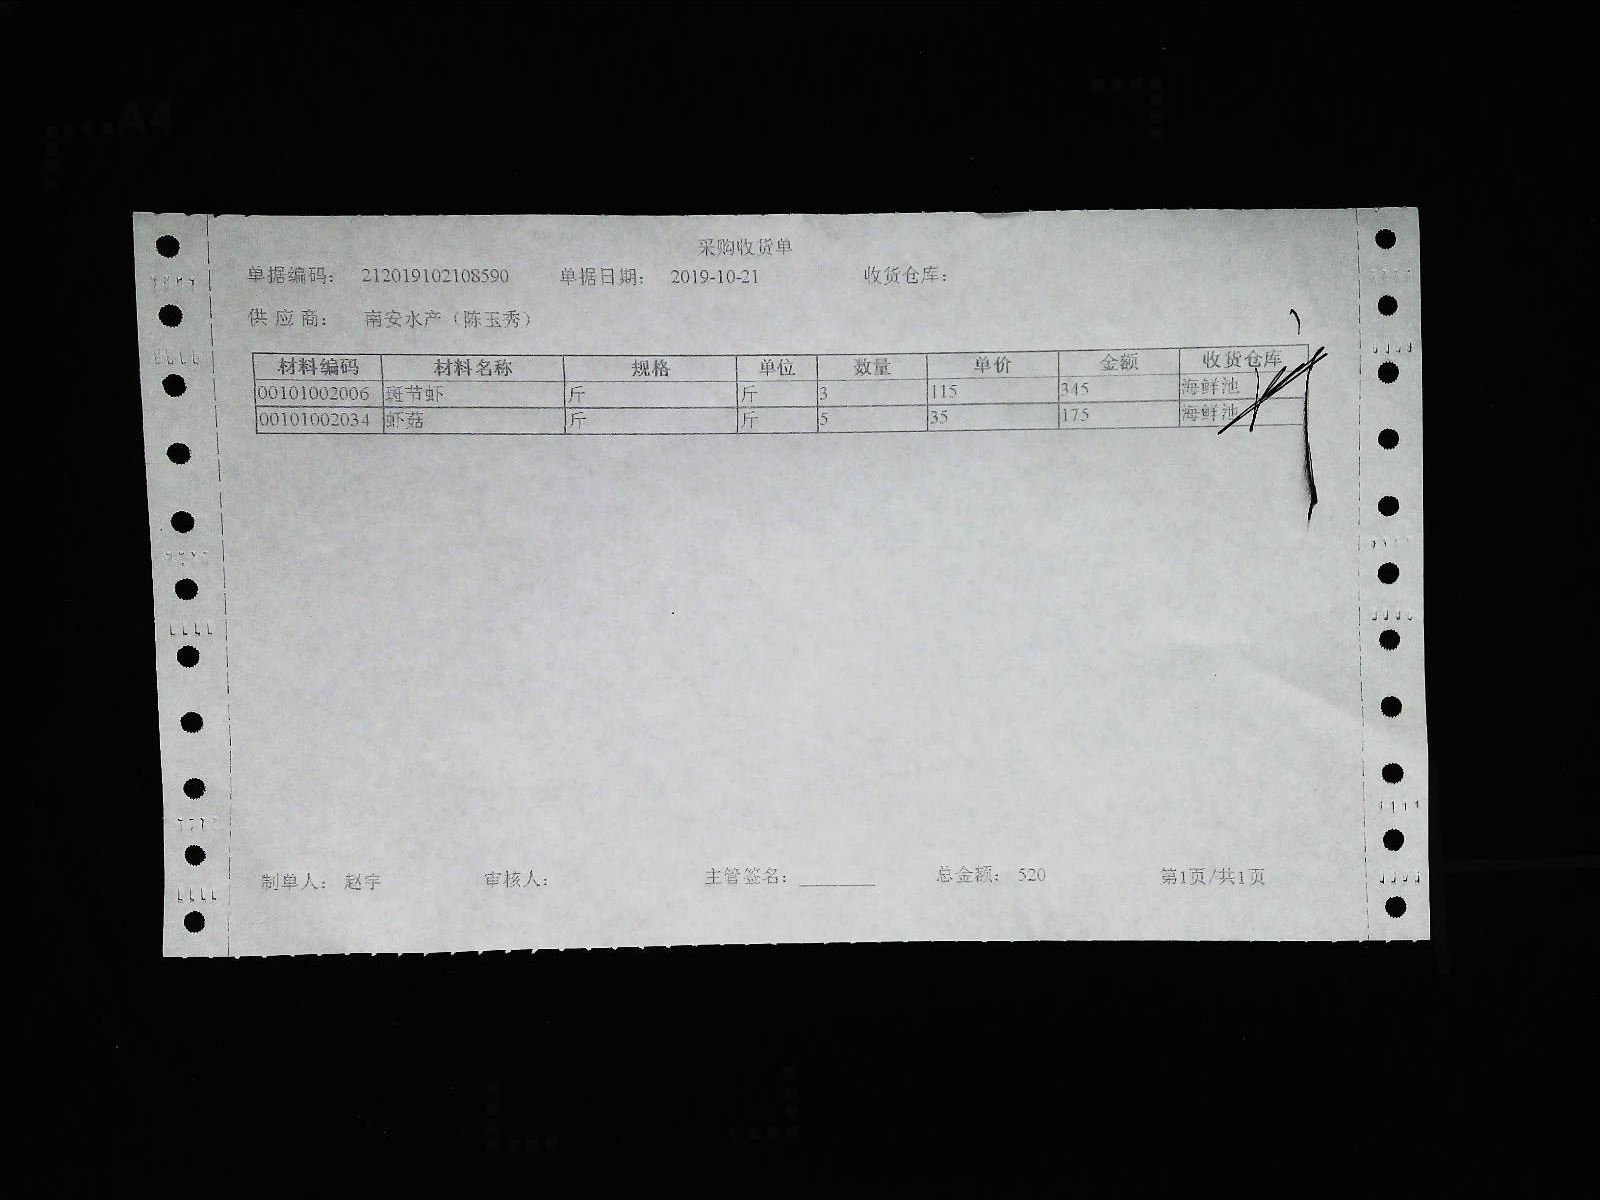 采购收货单
单据编码： 212019102108590 单据日期： 2019-10-21 收货仓库：
供 应 商： 南安水产（陈玉秀）
材料编码 材料名称 规格 单位 数量 单价 金额 收货仓库
00101002006 斑节虾 斤 斤 3 115 345 海鲜池
00101002034 虾菇 斤 斤 5 35 175 海鲜池
制单人： 赵宇 审核人： 主管签名：________ 总金额： 520 第1页/共1页